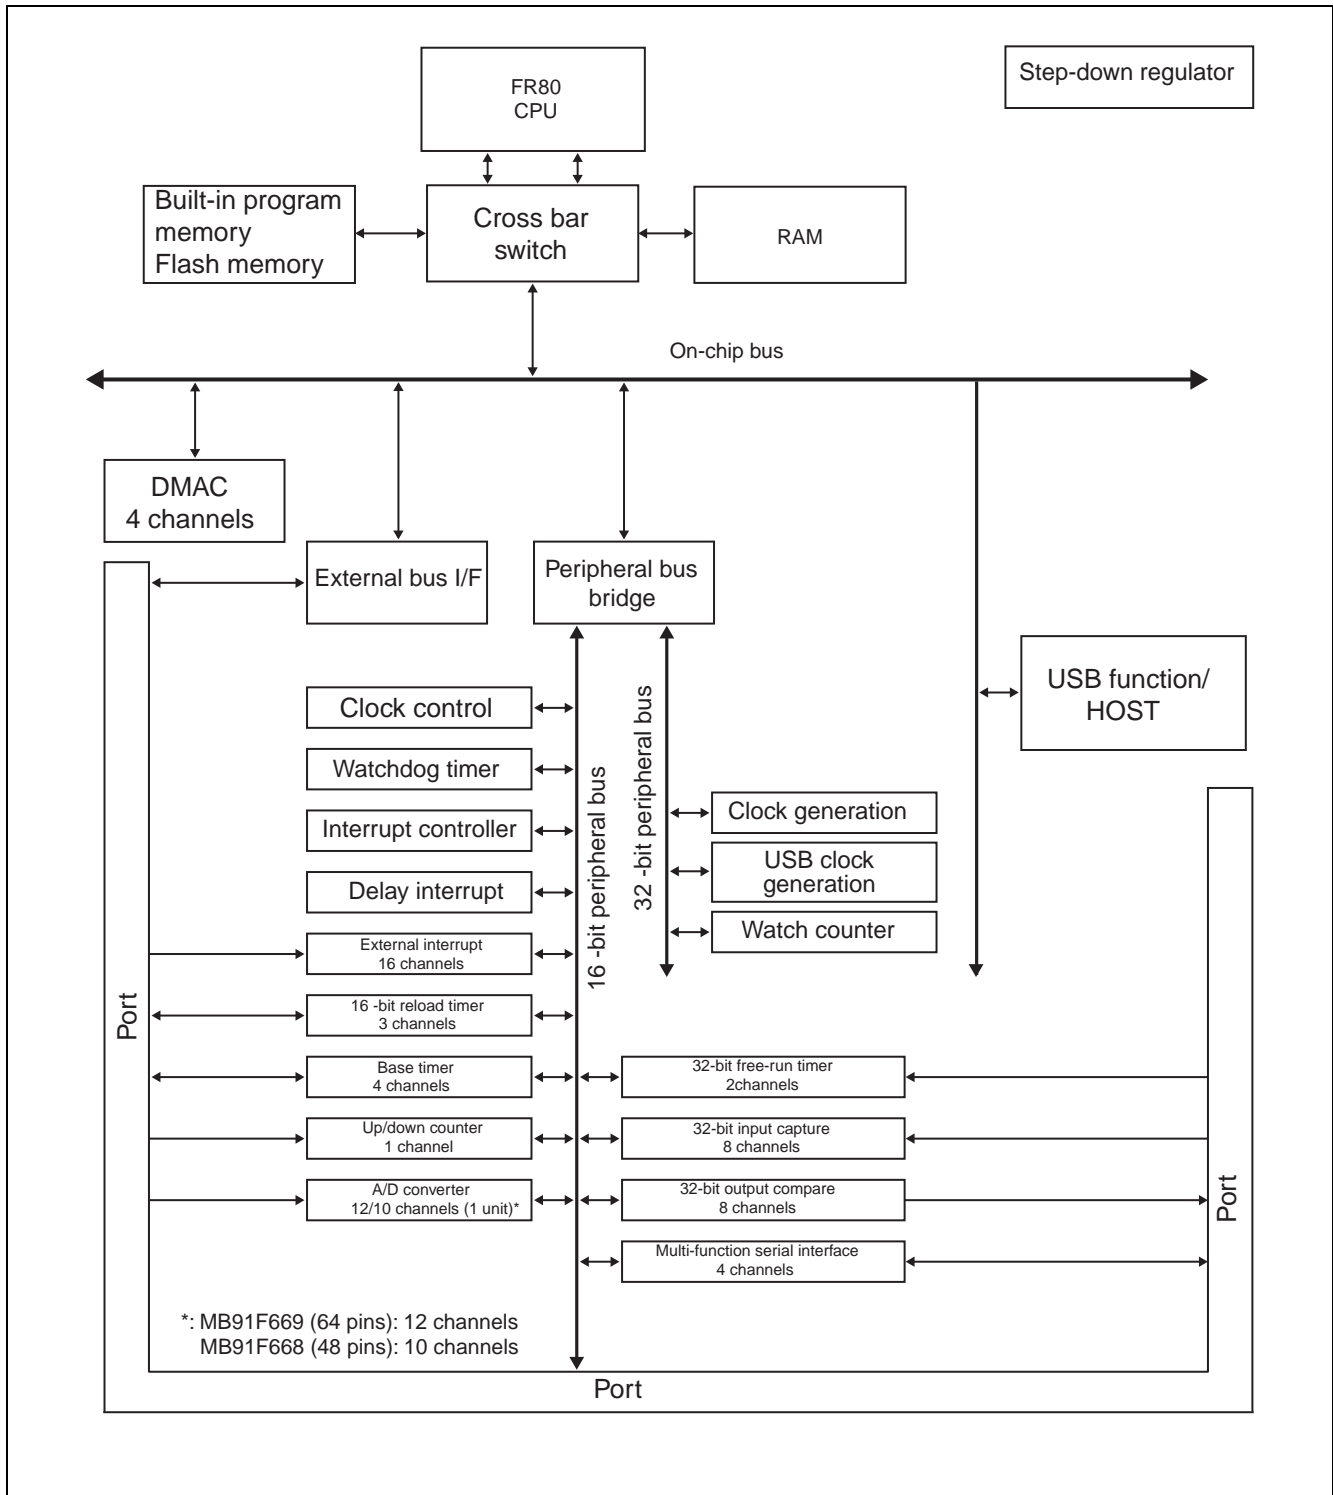 FR80
CPU
Step-down regulator
Built-in program
memory
Flash memory
Cross bar
switch
RAM
On-chip bus
DMAC
4 channels
External bus I/F
Peripheral bus
bridge
USB function/
HOST
Clock control
Watchdog timer
Interrupt controller
Delay interrupt
External interrupt
16 channels
16 -bit reload timer
3 channels
Base timer
4 channels
Up/down counter
1 channel
A/D converter
12/10 channels (1 unit)*
16 -bit peripheral bus
32 -bit peripheral bus
Clock generation
USB clock
generation
Watch counter
32-bit free-run timer
2channels
32-bit input capture
8 channels
32-bit output compare
8 channels
Multi-function serial interface
4 channels
Port
Port
*: MB91F669 (64 pins): 12 channels
MB91F668 (48 pins): 10 channels
Port